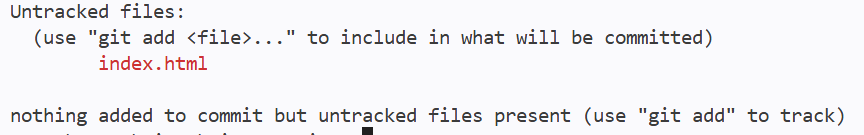 Untracked files:
  (use "git add <file>..." to include in what will be committed)
        index.html

nothing added to commit but untracked files present (use "git add" to track)